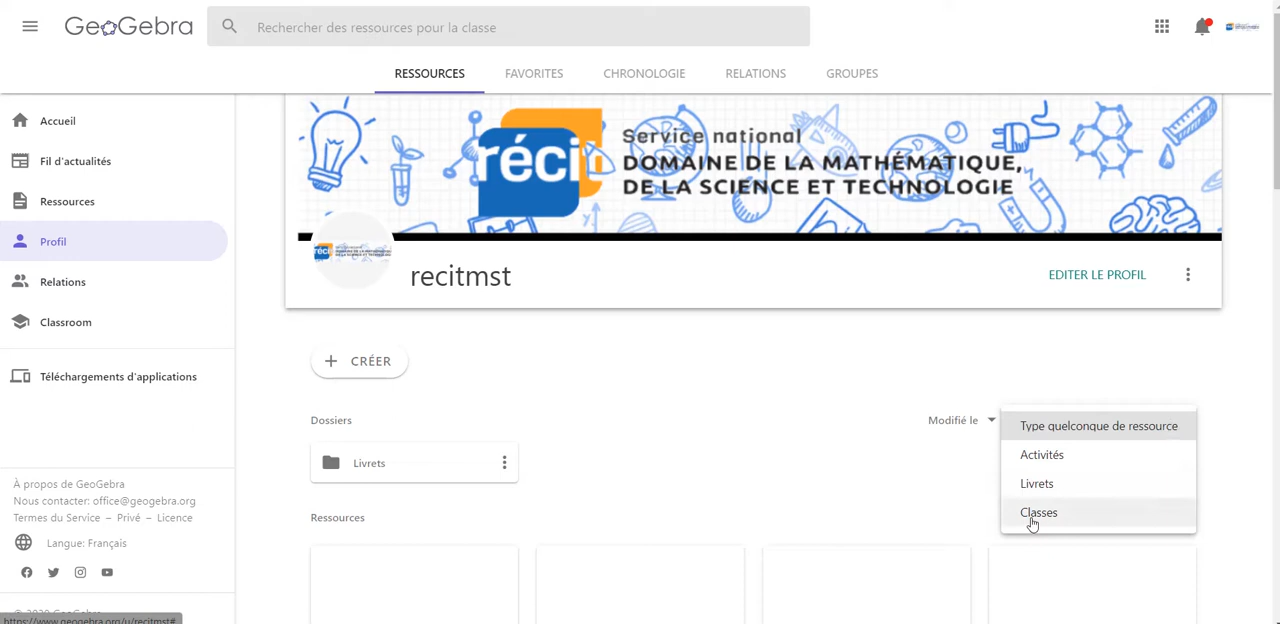 GeoGebra
Rechercher des ressources pour la classe
RESSOURCES
FAVORITES
CHRONOLOGIE
RELATIONS
GROUPES
Accueil
Fil d'actualités
Ressources
Profil
Relations
Classroom
Téléchargements d'applications
À propos de GeoGebra
Nous contacter: office@geogebra.org
Termes du Service – Privé – Licence
Langue: Français
© 2020 GeoGebra
https://www.geogebra.org/u/recitmst#
récit
Service national
DOMAINE DE LA MATHÉMATIQUE,
DE LA SCIENCE ET TECHNOLOGIE
récit
recitmst
EDITER LE PROFIL
+ CRÉER
Dossiers
Modifié le
Type quelconque de ressource
Activités
Livrets
Classes
Livrets
Ressources